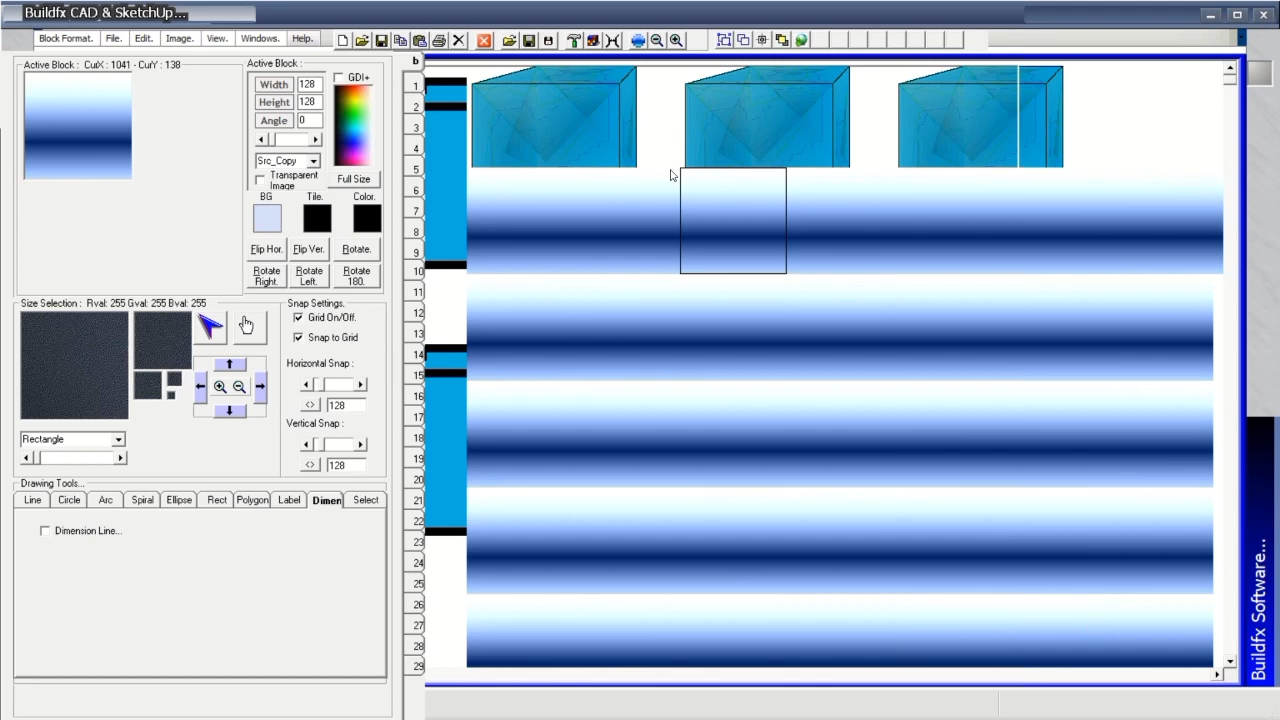 Buildfx CAD & SketchUp...
Block Format. File. Edit. Image. View. Windows. Help.
Active Block : CurX : 1041 - CurY : 138
Active Block :
Width 128
GDI+
Height 128
Angle 0
Src_Copy
Transparent Image
Full Size
BG Tile. Color.
Flip Hor. Flip Ver. Rotate.
Rotate Right. Rotate Left. Rotate 180.
Size Selection : Rval: 255 Gval: 255 Bval: 255
Snap Settings.
Grid On/Off.
Snap to Grid
Horizontal Snap :
<> 128
Vertical Snap :
<> 128
Rectangle
Drawing Tools...
Line Circle Arc Spiral Ellipse Rect Polygon Label Dimen Select
Dimension Line...
b
1
2
3
4
5
6
7
8
9
10
11
12
13
14
15
16
17
18
19
20
21
22
23
24
25
26
27
28
29
Buildfx Software...